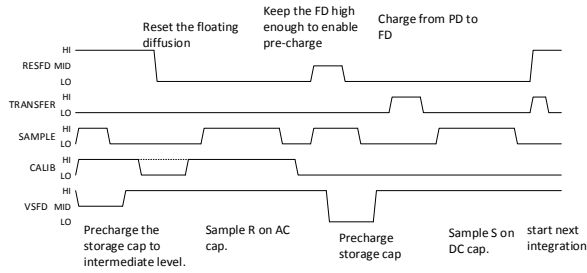 Reset the floating
diffusion
Keep the FD high
enough to enable
pre-charge
Charge from PD to
FD
HI
RESFD MID
LO
HI
TRANSFER
LO
HI
SAMPLE
LO
HI
CALIB
LO
HI
VSFD MID
LO
Precharge the
storage cap to
intermediate level.
Sample R on AC
cap.
Precharge
storage cap
Sample S on
DC cap.
start next
integration